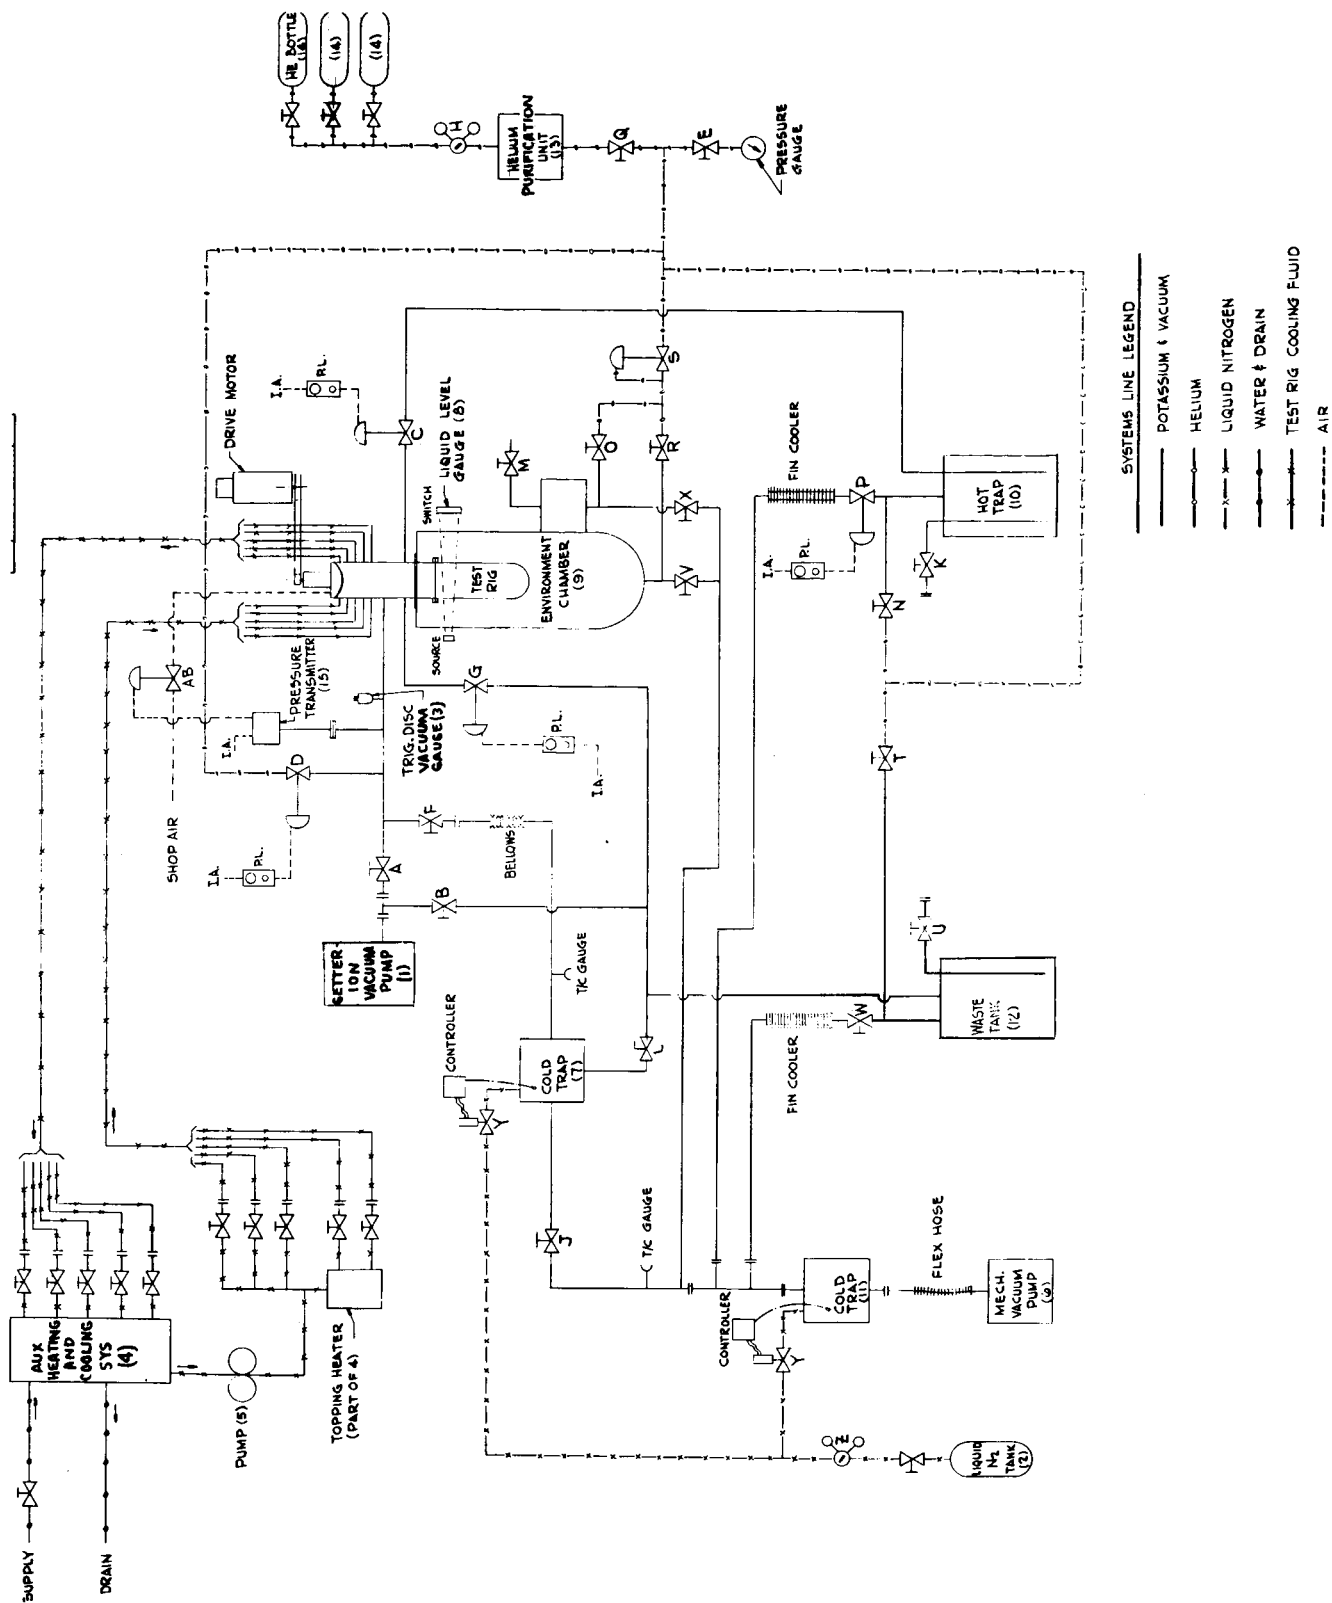 HE BOTTLE
(14)
(14)
(14)
H
HELIUM
PURIFICATION
UNIT
(13)
Q
E
PRESSURE
GAUGE
DRIVE MOTOR
I.A.
P.L.
C
SWITCH
LIQUID LEVEL
GAUGE (8)
SOURCE
TEST
RIG
ENVIRONMENT
CHAMBER
(9)
M
O
R
S
X
V
AB
PRESSURE
TRANSMITTER
(15)
I.A.
SHOP AIR
D
I.A.
P.L.
TRIG. DISC
VACUUM
GAUGE (3)
G
P.L.
I.A.
F
A
B
BELLOWS
GETTER-
ION
VACUUM
PUMP
(1)
T/C GAUGE
CONTROLLER
Y
COLD
TRAP
(7)
L
J
T/C GAUGE
FIN COOLER
P
I.A.
P.L.
HOT
TRAP
(10)
K
N
T
U
FIN COOLER
W
WASTE
TANK
(12)
AUX
HEATING
AND
COOLING
SYS
(4)
PUMP (5)
TOPPING HEATER
(PART OF 4)
SUPPLY
DRAIN
CONTROLLER
Y
COLD
TRAP
(11)
FLEX HOSE
MECH.
VACUUM
PUMP
(6)
Z
LIQUID
N2
TANK
(2)
SYSTEMS LINE LEGEND
POTASSIUM & VACUUM
HELIUM
LIQUID NITROGEN
WATER & DRAIN
TEST RIG COOLING FLUID
AIR